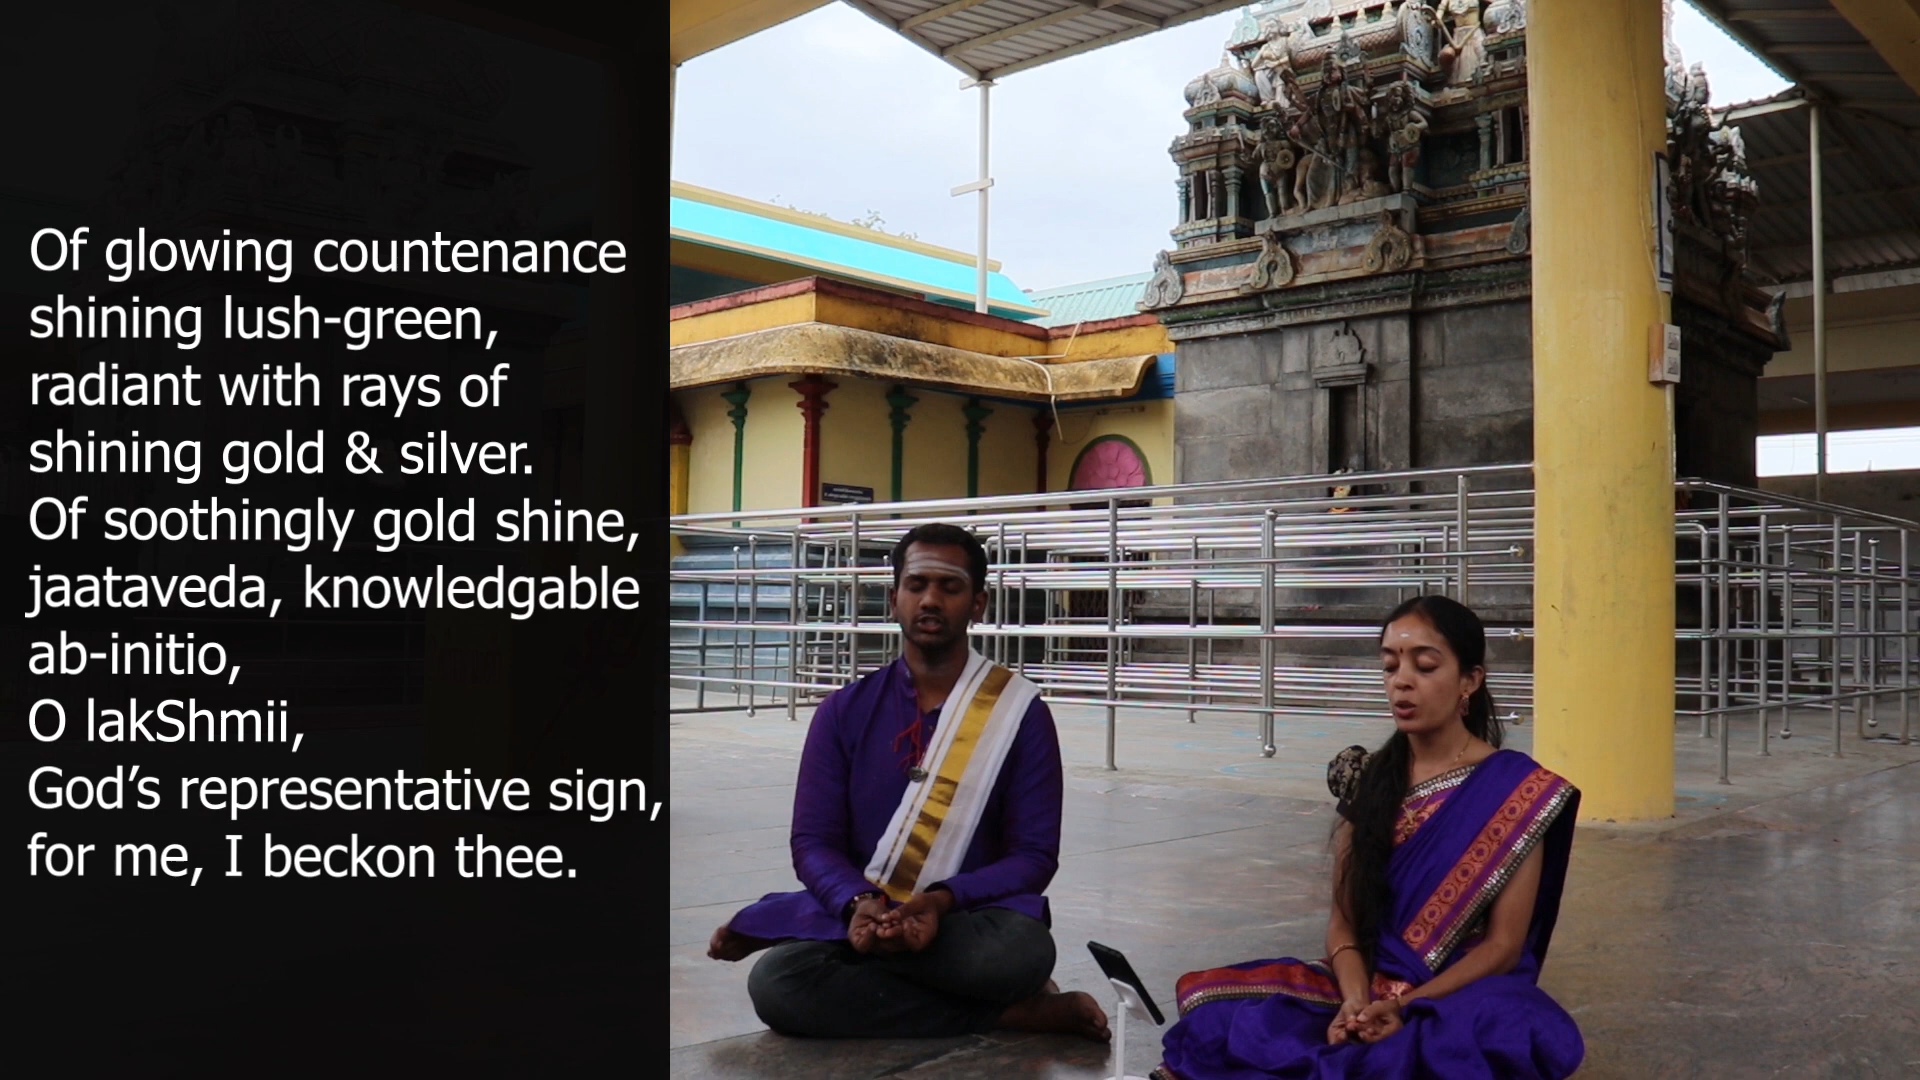 Of glowing countenance
shining lush-green,
radiant with rays of
shining gold & silver.
Of soothingly gold shine,
jaataveda, knowledgable
ab-initio,
O lakShmii,
God’s representative sign,
for me, I beckon thee.